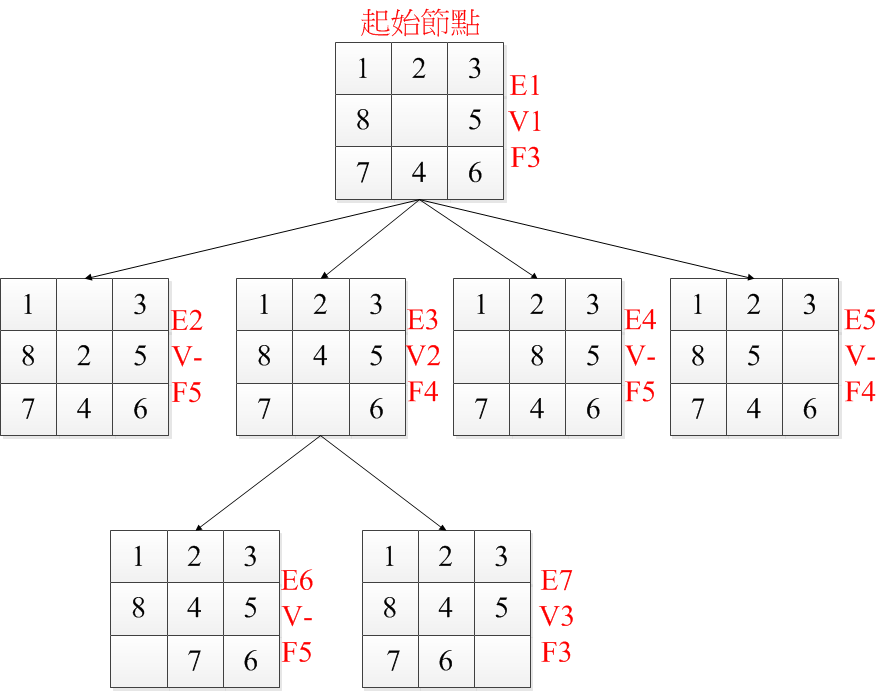 起始節點
1 2 3
8 5
7 4 6
E1
V1
F3
1 3
8 2 5
7 4 6
E2
V-
F5
1 2 3
8 4 5
7 6
E3
V2
F4
1 2 3
8 5
7 4 6
E4
V-
F5
1 2 3
8 5
7 4 6
E5
V-
F4
1 2 3
8 4 5
7 6
E6
V-
F5
1 2 3
8 4 5
7 6
E7
V3
F3